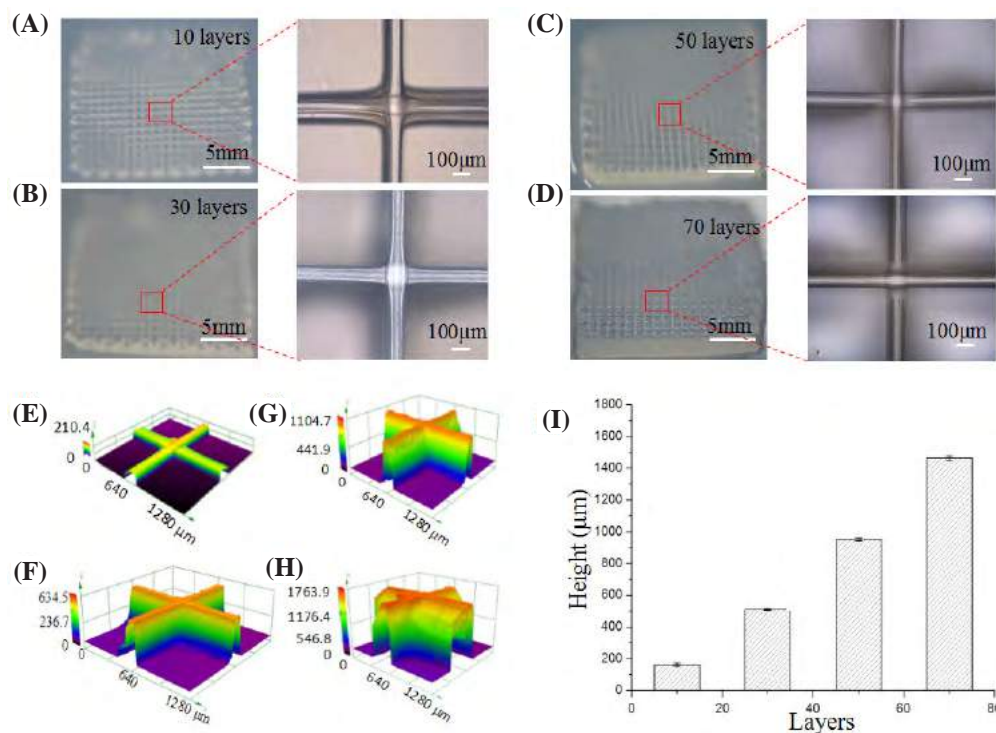 (A)
10 layers
5mm
100μm
(B)
30 layers
5mm
100μm
(C)
50 layers
5mm
100μm
(D)
70 layers
5mm
100μm
(E)
210.4
0
0
640
1280 μm
(F)
634.5
236.7
0
0
640
1280 μm
(G)
1104.7
441.9
0
0
640
1280 μm
(H)
1763.9
1176.4
546.8
0
0
640
1280 μm
(I)
Height (μm)
1800
1600
1400
1200
1000
800
600
400
200
0
0 20 40 60 80
Layers